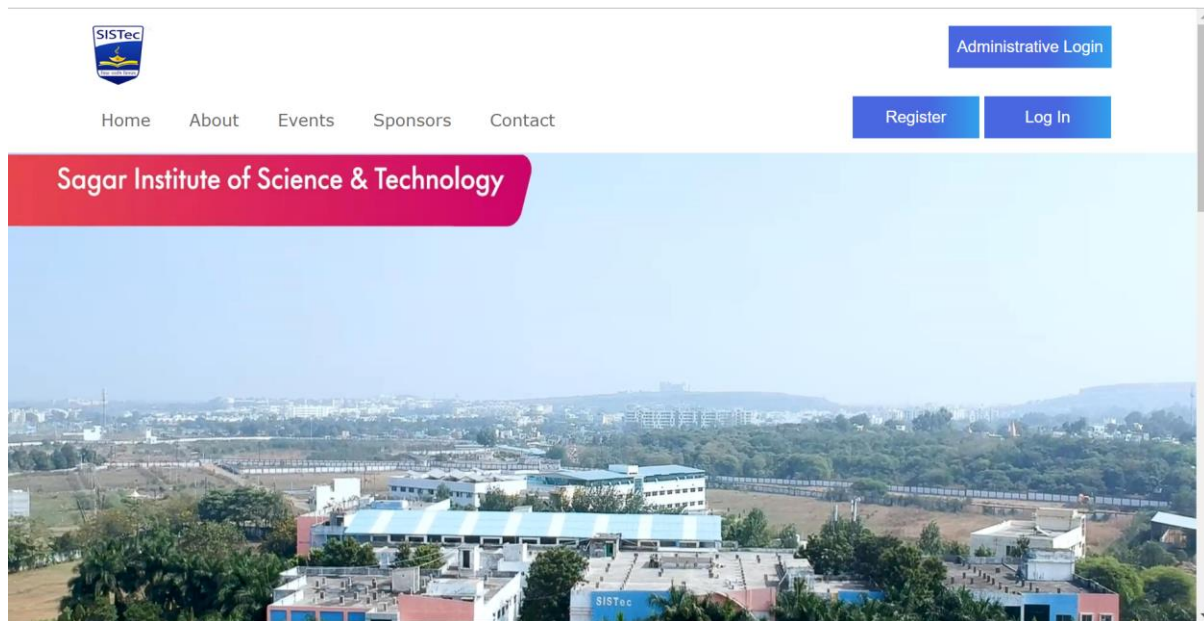 SISTec
Administrative Login
Home About Events Sponsors Contact
Register Log In
Sagar Institute of Science & Technology
SISTec